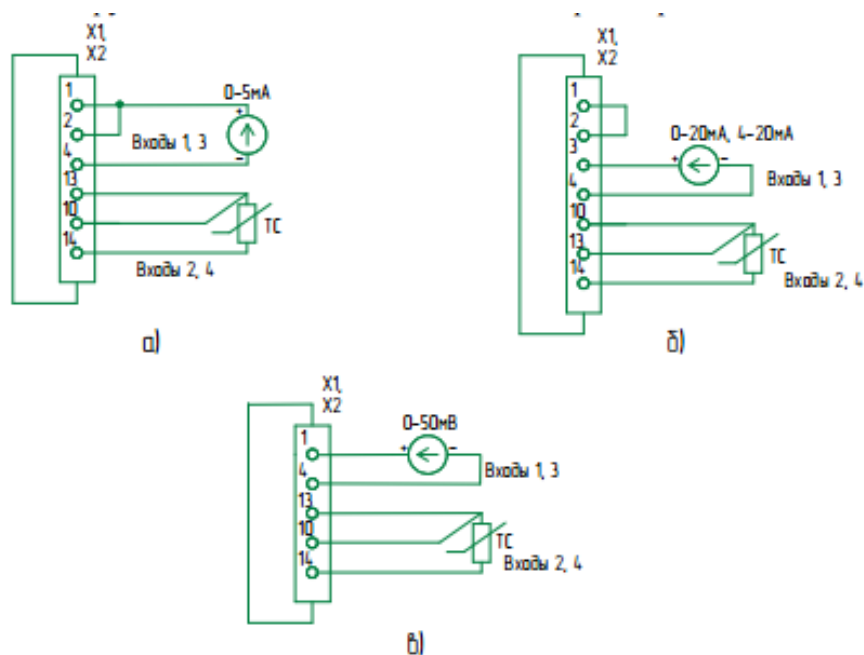 X1,
X2
1
2
4
13
10
14
0-5мА
+
-
Входы 1, 3
ТС
Входы 2, 4
а)
X1,
X2
1
2
3
4
10
13
14
0-20мА, 4-20мА
+
-
Входы 1, 3
ТС
Входы 2, 4
б)
X1,
X2
1
4
13
10
14
0-50мВ
+
-
Входы 1, 3
ТС
Входы 2, 4
в)